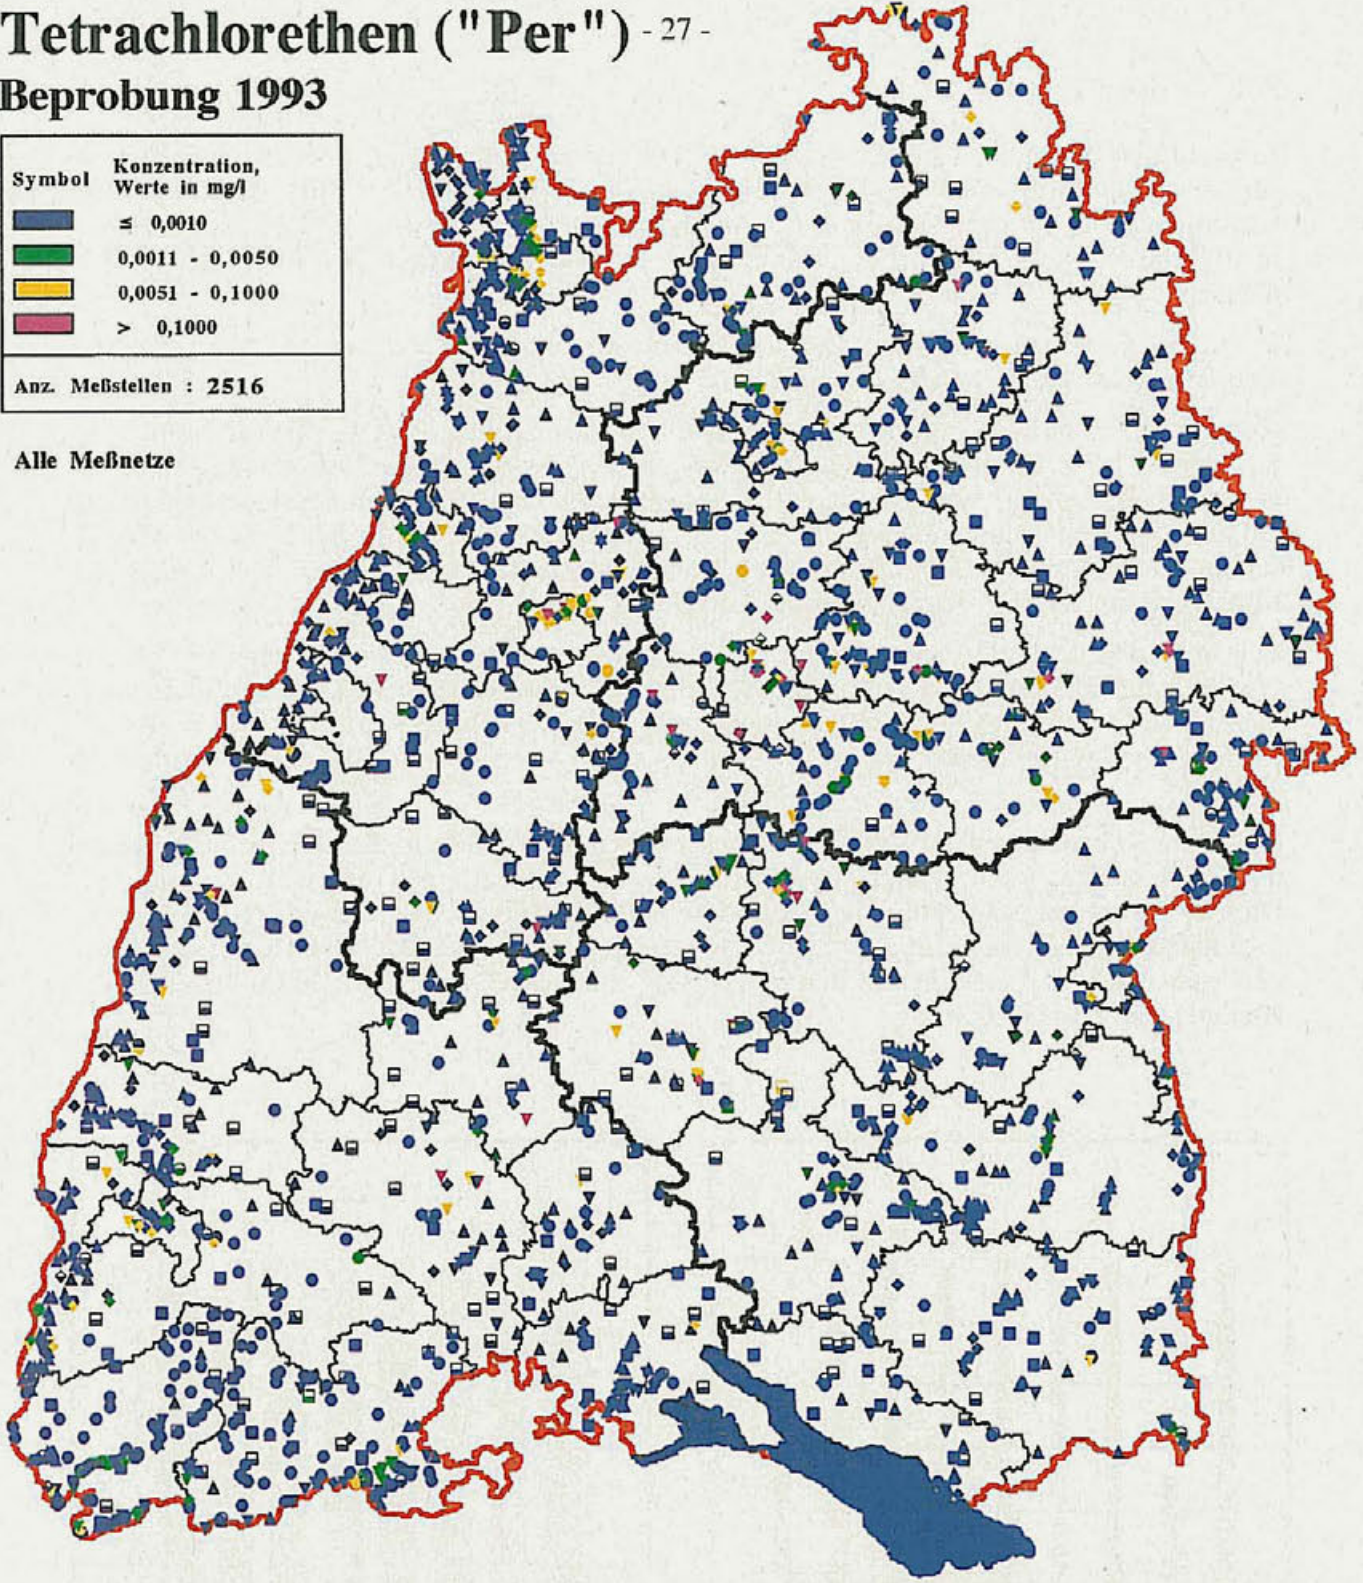 Tetrachlorethen ("Per") - 27 -
Beprobung 1993
Symbol Konzentration,
Werte in mg/l
≤ 0,0010
0,0011 - 0,0050
0,0051 - 0,1000
> 0,1000
Anz. Meßstellen : 2516
Alle Meßnetze